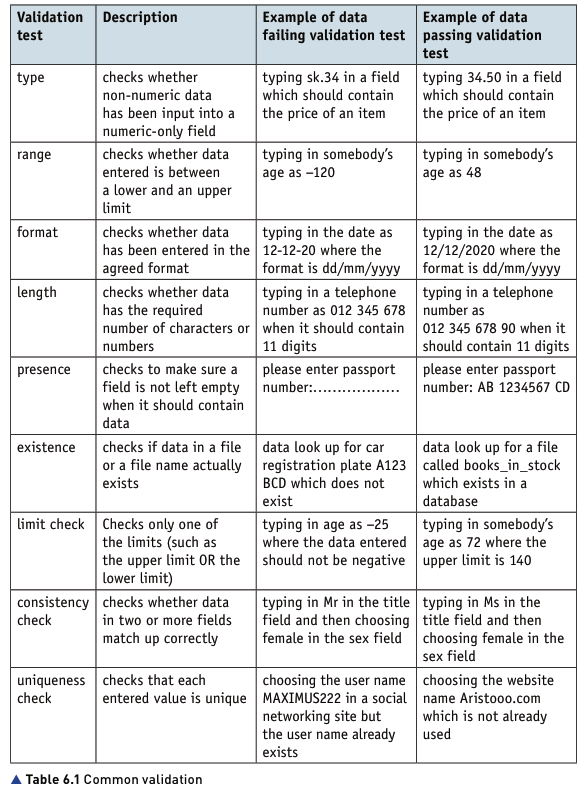 Validation test
Description
Example of data failing validation test
Example of data passing validation test
type
checks whether
non-numeric data
has been input into a
numeric-only field
typing sk.34 in a field
which should contain
the price of an item
typing 34.50 in a field
which should contain
the price of an item
range
checks whether data
entered is between
a lower and an upper
limit
typing in somebody’s
age as –120
typing in somebody’s
age as 48
format
checks whether data
has been entered in the
agreed format
typing in the date as
12-12-20 where the
format is dd/mm/yyyy
typing in the date as
12/12/2020 where the
format is dd/mm/yyyy
length
checks whether data
has the required
number of characters or
numbers
typing in a telephone
number as 012 345 678
when it should contain
11 digits
typing in a telephone
number as
012 345 678 90 when it
should contain 11 digits
presence
checks to make sure a
field is not left empty
when it should contain
data
please enter passport
number:………………
please enter passport
number: AB 1234567 CD
existence
checks if data in a file
or a file name actually
exists
data look up for car
registration plate A123
BCD which does not
exist
data look up for a file
called books_in_stock
which exists in a
database
limit check
Checks only one of
the limits (such as
the upper limit OR the
lower limit)
typing in age as –25
where the data entered
should not be negative
typing in somebody’s
age as 72 where the
upper limit is 140
consistency
check
checks whether data
in two or more fields
match up correctly
typing in Mr in the title
field and then choosing
female in the sex field
typing in Ms in the
title field and then
choosing female in the
sex field
uniqueness
check
checks that each
entered value is unique
choosing the user name
MAXIMUS222 in a social
networking site but
the user name already
exists
choosing the website
name Aristooo.com
which is not already
used
▲ Table 6.1 Common validation